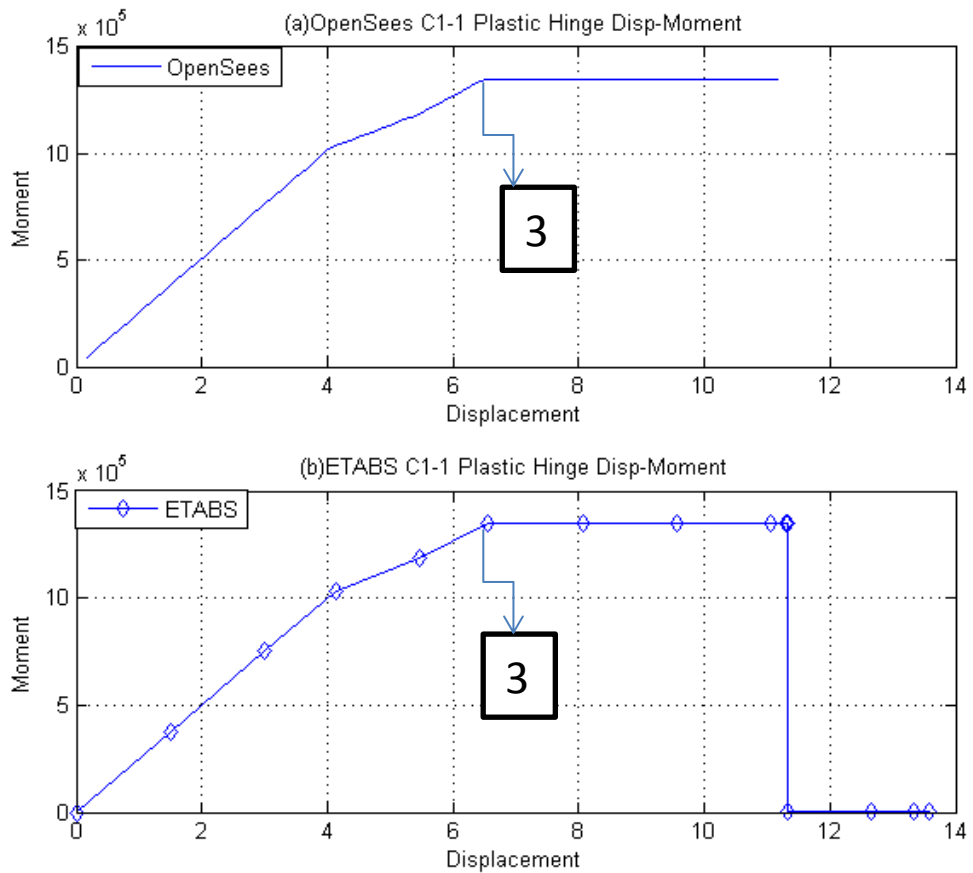 (a)OpenSees C1-1 Plastic Hinge Disp-Moment
x 10^5
15
10
5
0
Moment
OpenSees
3
0 2 4 6 8 10 12 14
Displacement
(b)ETABS C1-1 Plastic Hinge Disp-Moment
x 10^5
15
10
5
0
Moment
ETABS
3
0 2 4 6 8 10 12 14
Displacement